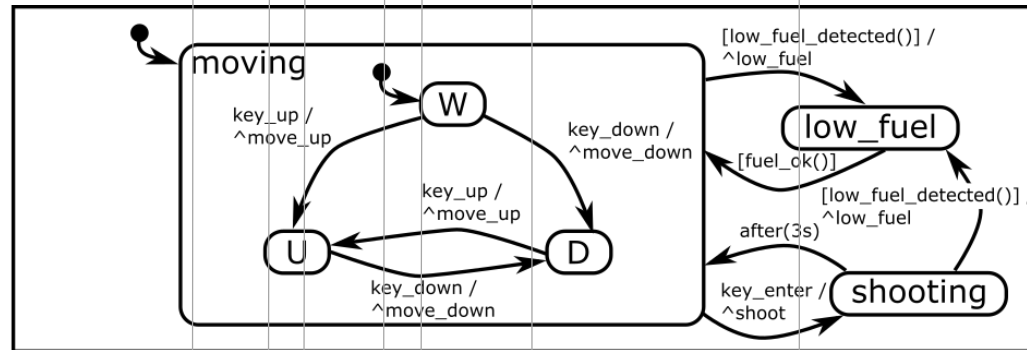 [low_fuel_detected()] /
^low_fuel
moving
W
key_up /
^move_up
key_down /
^move_down
low_fuel
[fuel_ok()]
key_up /
^move_up
[low_fuel_detected()] /
^low_fuel
U
D
after(3s)
key_down /
^move_down
key_enter /
^shoot
shooting